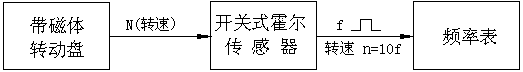 带磁体
转动盘
N(转速)
开关式霍尔
传 感 器
f
转速 n=10f
频率表